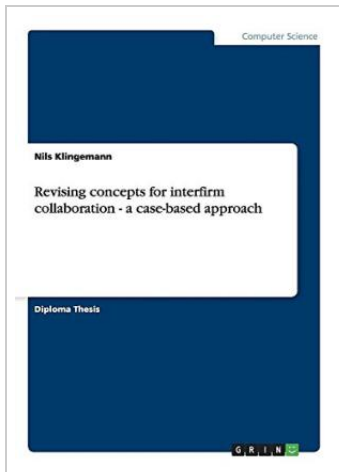 Computer Science
Nils Klingemann
Revising concepts for interfirm
collaboration - a case-based approach
Diploma Thesis
GRIN